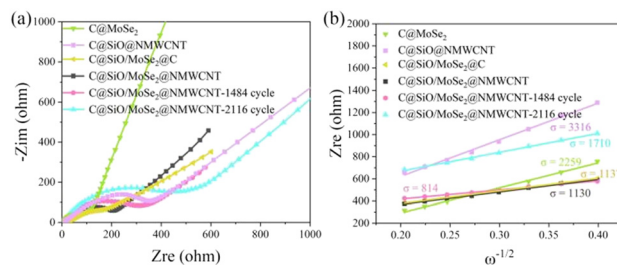 (a)
-1000
-800
-600
-400
-200
0
-Zim (ohm)
C@MoSe₂
C@SiO@NMWCNT
C@SiO/MoSe₂@C
C@SiO/MoSe₂@NMWCNT
C@SiO/MoSe₂@NMWCNT-1484 cycle
C@SiO/MoSe₂@NMWCNT-2116 cycle
0 200 400 600 800 1000
Zre (ohm)
(b)
2000
1800
1600
1400
1200
1000
800
600
400
200
Zre (ohm)
C@MoSe₂
C@SiO@NMWCNT
C@SiO/MoSe₂@C
C@SiO/MoSe₂@NMWCNT
C@SiO/MoSe₂@NMWCNT-1484 cycle
C@SiO/MoSe₂@NMWCNT-2116 cycle
σ = 3316
σ = 1710
σ = 2259
σ = 814
σ = 1130
0.20 0.25 0.30 0.35 0.40
ω⁻¹ᐟ²